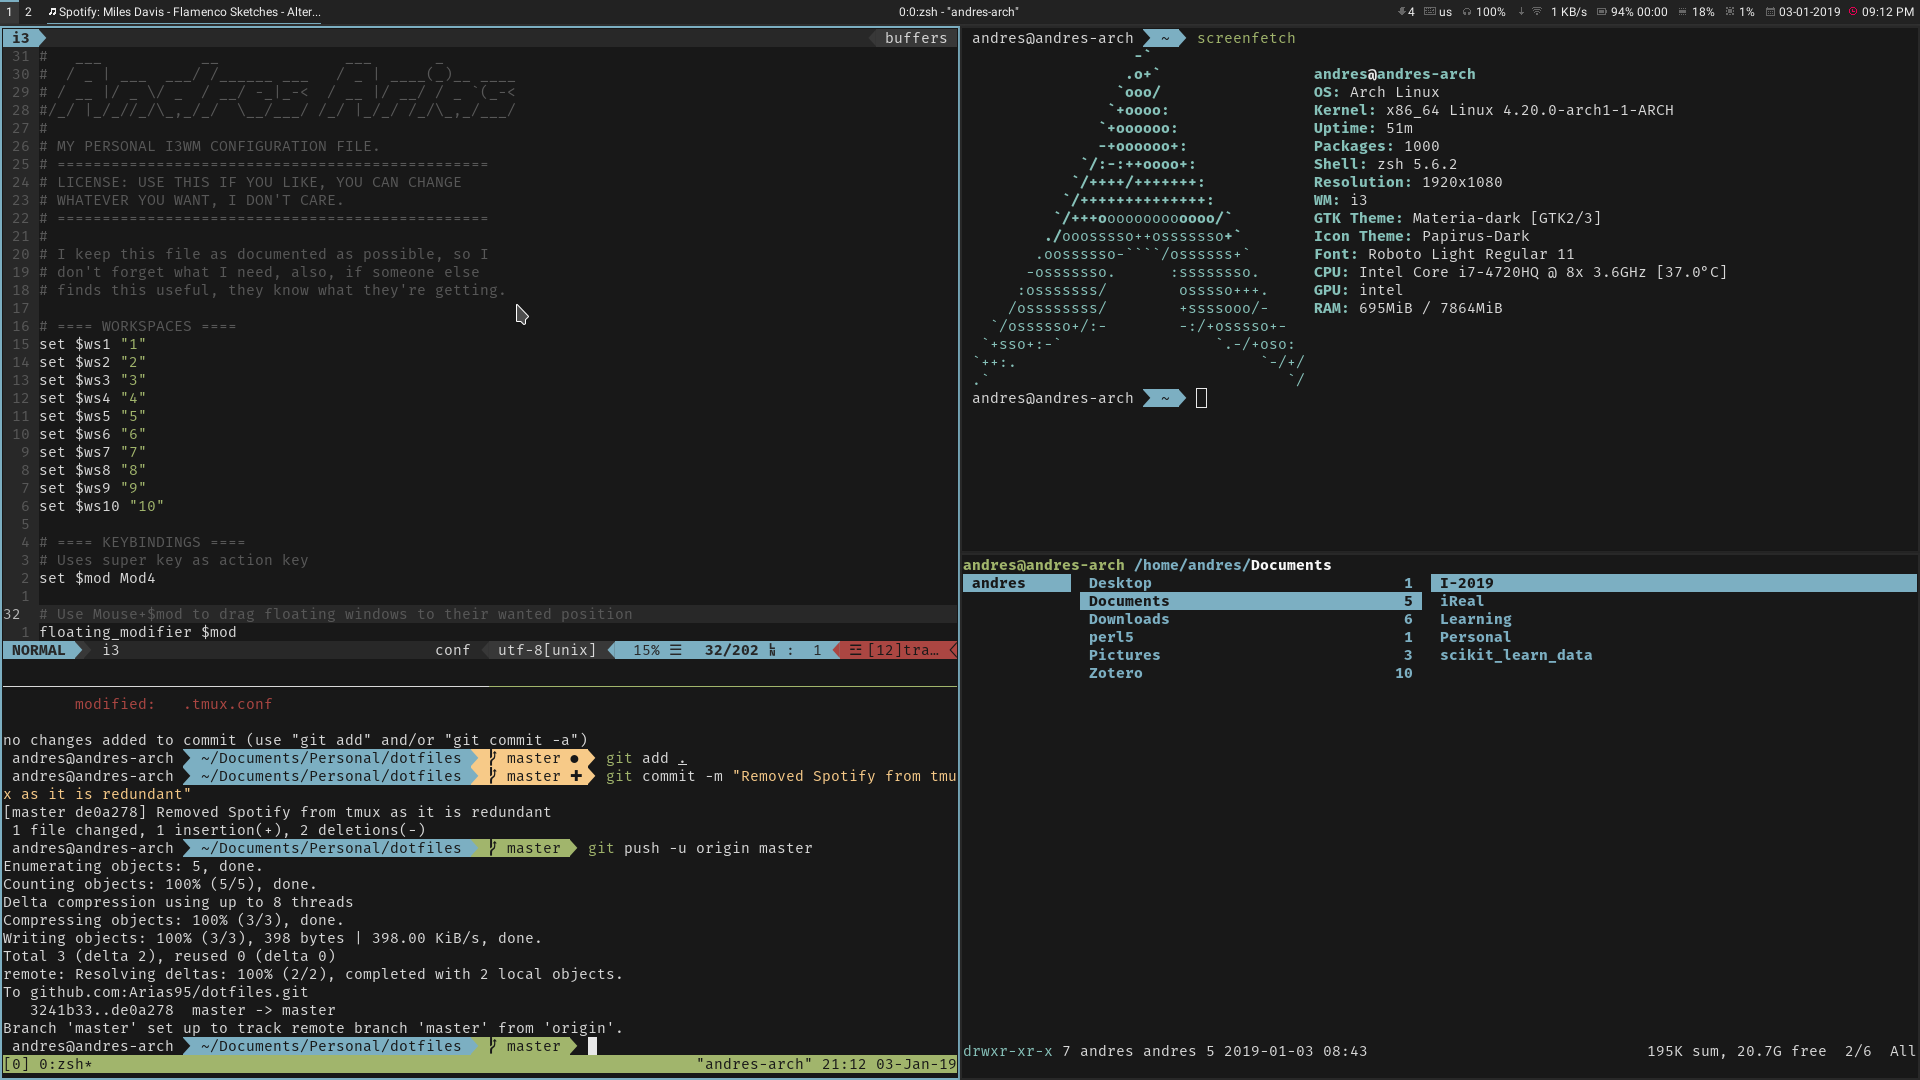 1 2 Spotify: Miles Davis - Flamenco Sketches - Alter... 0:0:zsh - "andres-arch" 4 us 100% 1 KB/s 94% 00:00 18% 1% 03-01-2019 09:12 PM
i3 buffers
31 #
30 #
29 #
28 #
27 #
26 # MY PERSONAL I3WM CONFIGURATION FILE.
25 # ================================================
24 # LICENSE: USE THIS IF YOU LIKE, YOU CAN CHANGE
23 # WHATEVER YOU WANT, I DON'T CARE.
22 # ================================================
21 #
20 # I keep this file as documented as possible, so I
19 # don't forget what I need, also, if someone else
18 # finds this useful, they know what they're getting.
17
16 # ==== WORKSPACES ====
15 set $ws1 "1"
14 set $ws2 "2"
13 set $ws3 "3"
12 set $ws4 "4"
11 set $ws5 "5"
10 set $ws6 "6"
9 set $ws7 "7"
8 set $ws8 "8"
7 set $ws9 "9"
6 set $ws10 "10"
5
4 # ==== KEYBINDINGS ====
3 # Uses super key as action key
2 set $mod Mod4
1
32 # Use Mouse+$mod to drag floating windows to their wanted position
1 floating_modifier $mod
NORMAL i3 conf utf-8[unix] 15% ☰ 32/202 : 1 ☲ [12]tra…
modified: .tmux.conf
no changes added to commit (use "git add" and/or "git commit -a")
andres@andres-arch ~/Documents/Personal/dotfiles master ● git add .
andres@andres-arch ~/Documents/Personal/dotfiles master ✚ git commit -m "Removed Spotify from tmu
x as it is redundant"
[master de0a278] Removed Spotify from tmux as it is redundant
1 file changed, 1 insertion(+), 2 deletions(-)
andres@andres-arch ~/Documents/Personal/dotfiles master git push -u origin master
Enumerating objects: 5, done.
Counting objects: 100% (5/5), done.
Delta compression using up to 8 threads
Compressing objects: 100% (3/3), done.
Writing objects: 100% (3/3), 398 bytes | 398.00 KiB/s, done.
Total 3 (delta 2), reused 0 (delta 0)
remote: Resolving deltas: 100% (2/2), completed with 2 local objects.
To github.com:Arias95/dotfiles.git
3241b33..de0a278 master -> master
Branch 'master' set up to track remote branch 'master' from 'origin'.
andres@andres-arch ~/Documents/Personal/dotfiles master
[0] 0:zsh* "andres-arch" 21:12 03-Jan-19
andres@andres-arch ~ screenfetch
andres@andres-arch
OS: Arch Linux
Kernel: x86_64 Linux 4.20.0-arch1-1-ARCH
Uptime: 51m
Packages: 1000
Shell: zsh 5.6.2
Resolution: 1920x1080
WM: i3
GTK Theme: Materia-dark [GTK2/3]
Icon Theme: Papirus-Dark
Font: Roboto Light Regular 11
CPU: Intel Core i7-4720HQ @ 8x 3.6GHz [37.0°C]
GPU: intel
RAM: 695MiB / 7864MiB
andres@andres-arch ~
andres@andres-arch /home/andres/Documents
andres Desktop 1 I-2019
Documents 5 iReal
Downloads 6 Learning
perl5 1 Personal
Pictures 3 scikit_learn_data
Zotero 10
drwxr-xr-x 7 andres andres 5 2019-01-03 08:43 195K sum, 20.7G free 2/6 All